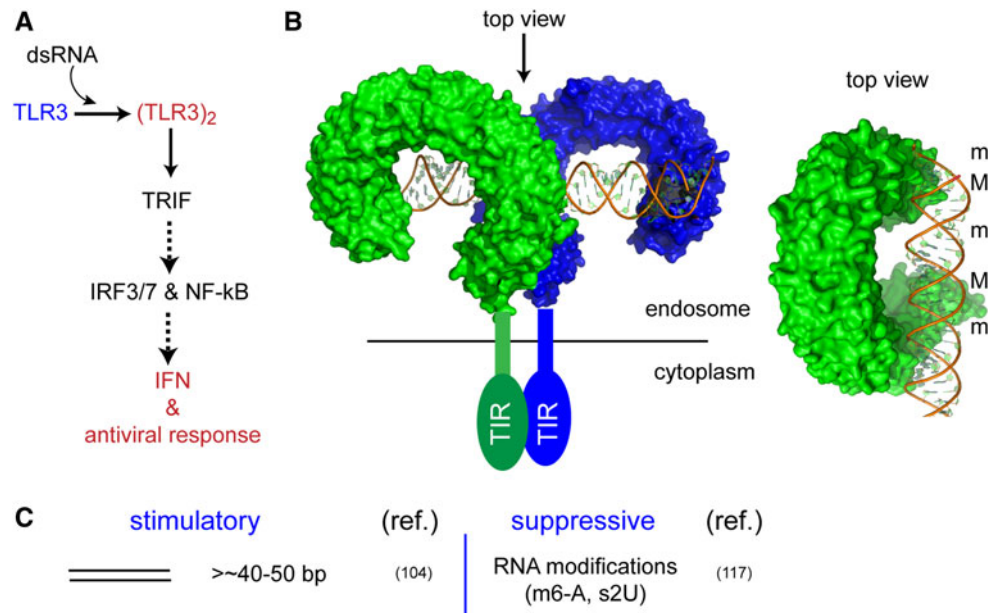 A
dsRNA
TLR3
(TLR3)2
TRIF
IRF3/7 & NF-kB
IFN
&
antiviral response
B
top view
endosome
cytoplasm
TIR
TIR
top view
m
M
m
M
m
C
stimulatory
(ref.)
suppressive
(ref.)
>~40-50 bp
(104)
RNA modifications
(m6-A, s2U)
(117)